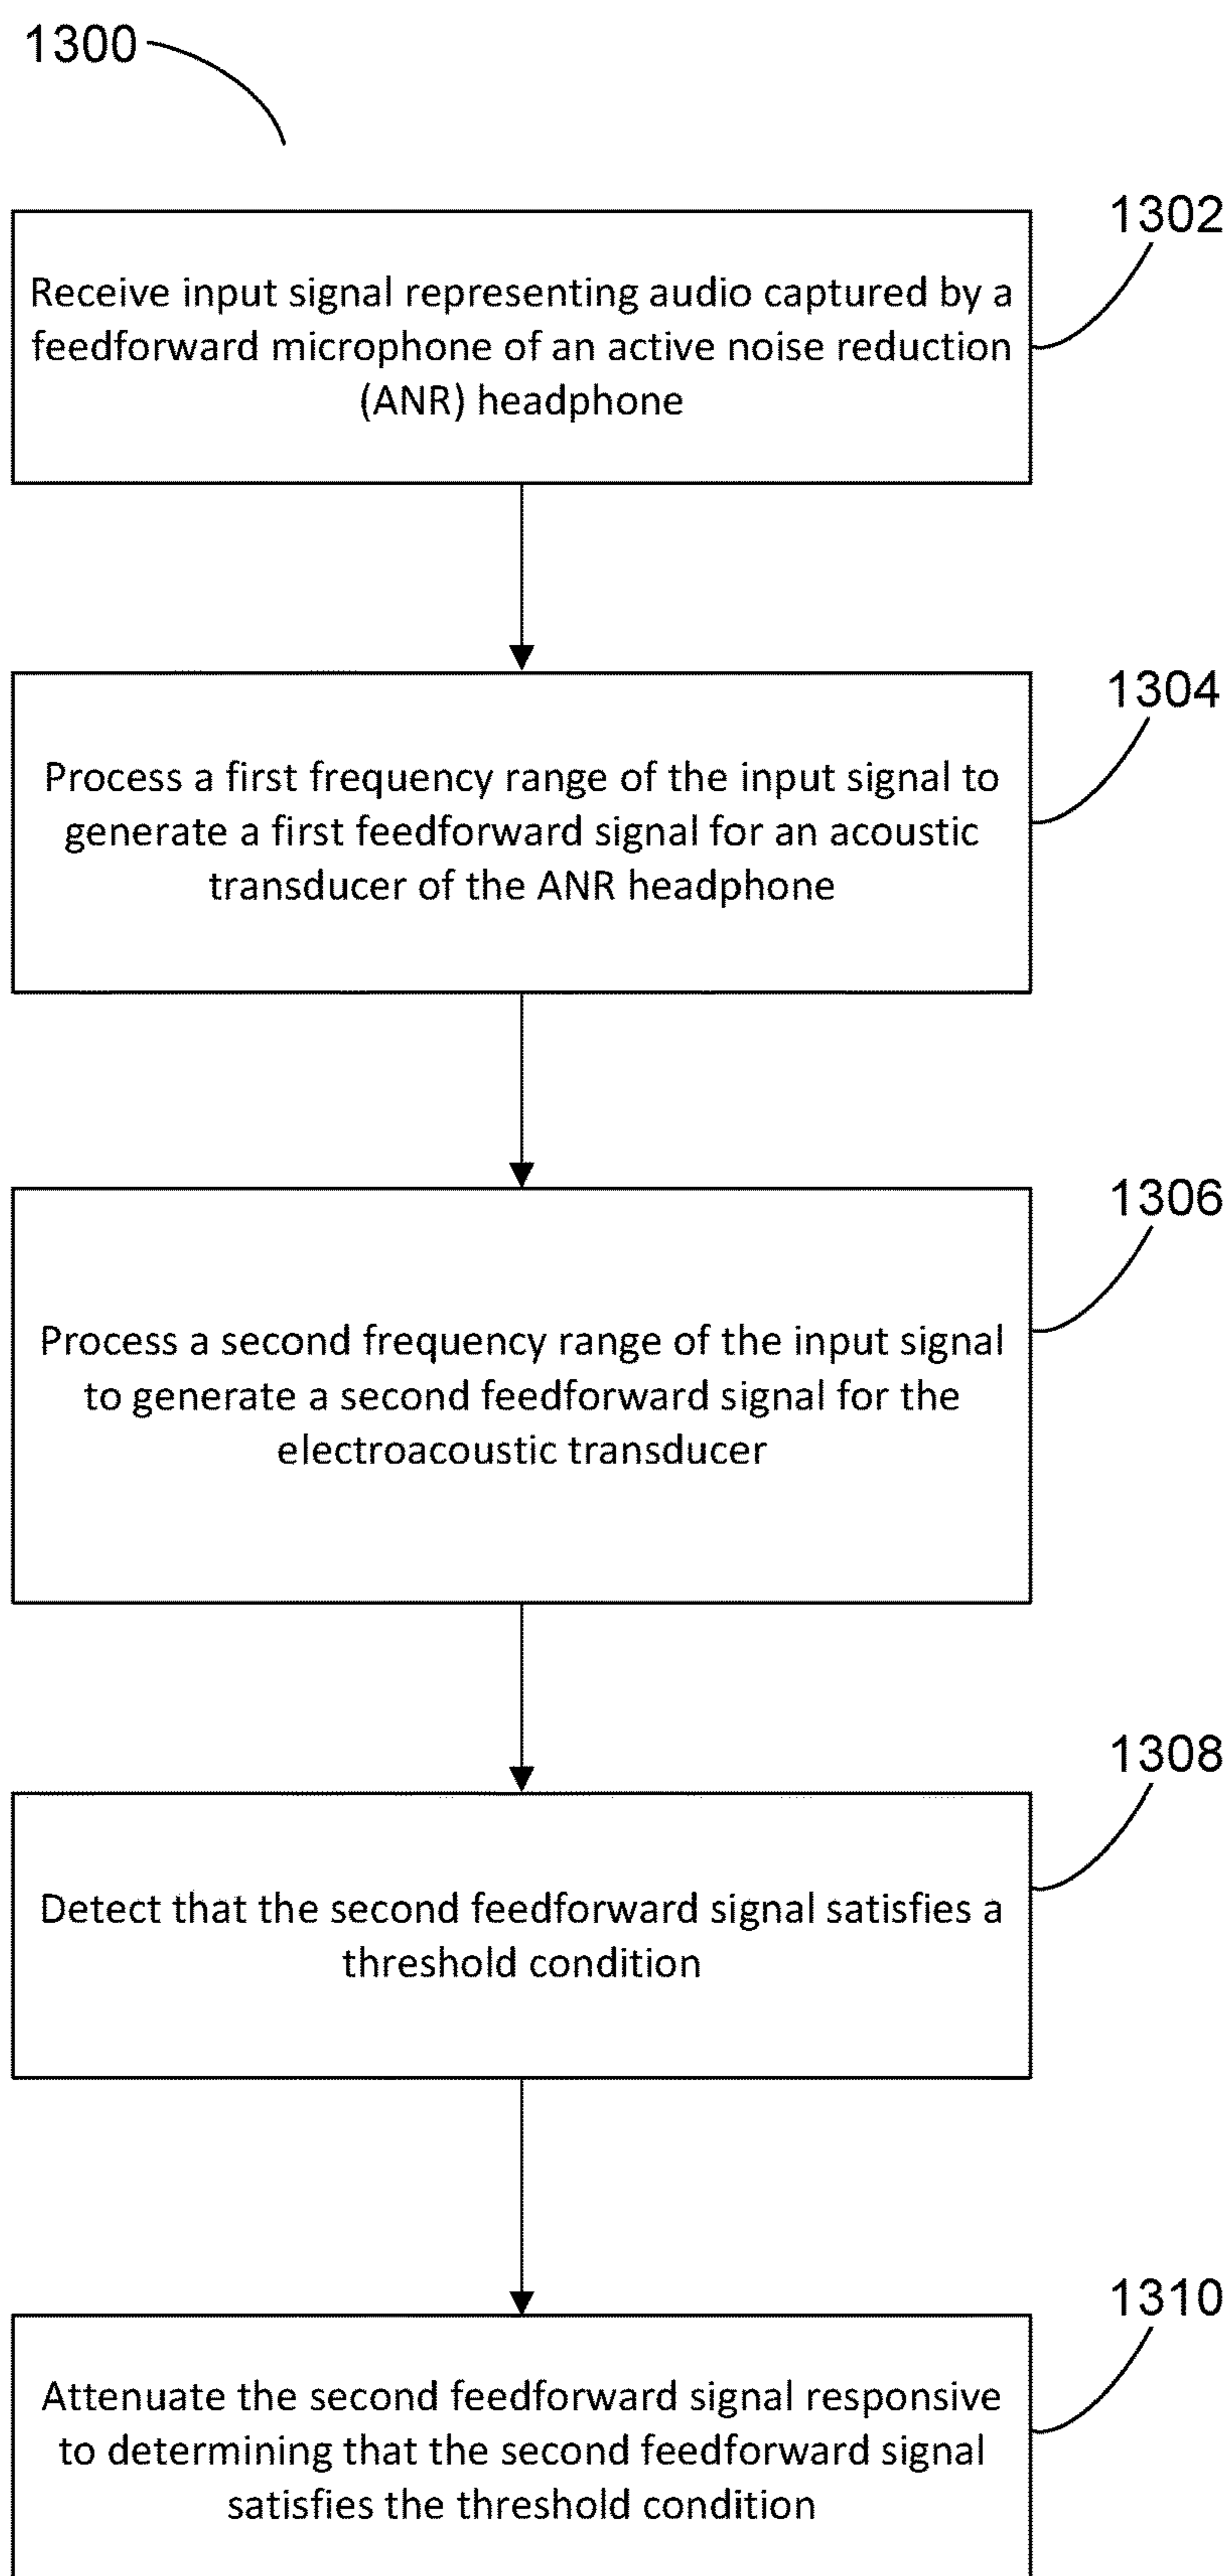 1300
1302
Receive input signal representing audio captured by a
feedforward microphone of an active noise reduction
(ANR) headphone
1304
Process a first frequency range of the input signal to
generate a first feedforward signal for an acoustic
transducer of the ANR headphone
1306
Process a second frequency range of the input signal
to generate a second feedforward signal for the
electroacoustic transducer
1308
Detect that the second feedforward signal satisfies a
threshold condition
1310
Attenuate the second feedforward signal responsive
to determining that the second feedforward signal
satisfies the threshold condition